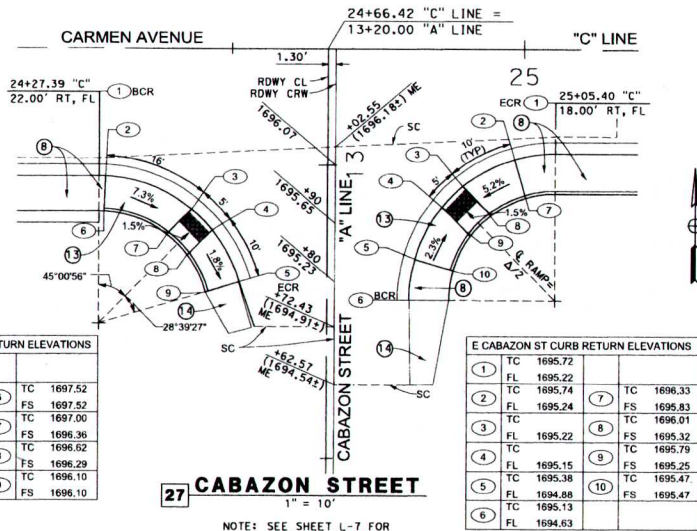 24+66.42 "C" LINE =
13+20.00 "A" LINE
CARMEN AVENUE
"C" LINE
1.30'
RDWY CL
RDWY CRW
25
24+27.39 "C"
22.00' RT, FL
1 BCR
1696.07
+02.55
(1696.18±) ME
SC
ECR 1
25+05.40 "C"
18.00' RT, FL
8
2
16'
3
5'
7.3%
1.5%
4
10'
6
7
8
13
1.8%
5
ECR
9
14
45°00'56"
28°39'27"
SC
+90
1695.65
+80
1695.23
+72.43
(1694.91±)
ME
+62.57
(1694.54±)
ME
13
"A" LINE
CABAZON STREET
2
8
10'
(TYP)
3
5'
4
5.2%
1.5%
7
8
13
2.3%
9
5
10
℄ RAMP=
Δ/2
6 BCR
8
14
SC
TURN ELEVATIONS
TC 1697.52
FS 1697.52
TC 1697.00
FS 1696.36
TC 1696.62
FS 1696.29
TC 1696.10
FS 1696.10
E CABAZON ST CURB RETURN ELEVATIONS
1 TC 1695.72
FL 1695.22
2 TC 1695.74
FL 1695.24
3 TC
FL 1695.22
4 TC
FL 1695.15
5 TC 1695.38
FL 1694.88
6 TC 1695.13
FL 1694.63
7 TC 1696.33
FS 1695.83
8 TC 1696.01
FS 1695.32
9 TC 1695.79
FS 1695.25
10 TC 1695.47
FS 1695.47
27 CABAZON STREET
1" = 10'
NOTE: SEE SHEET L-7 FOR